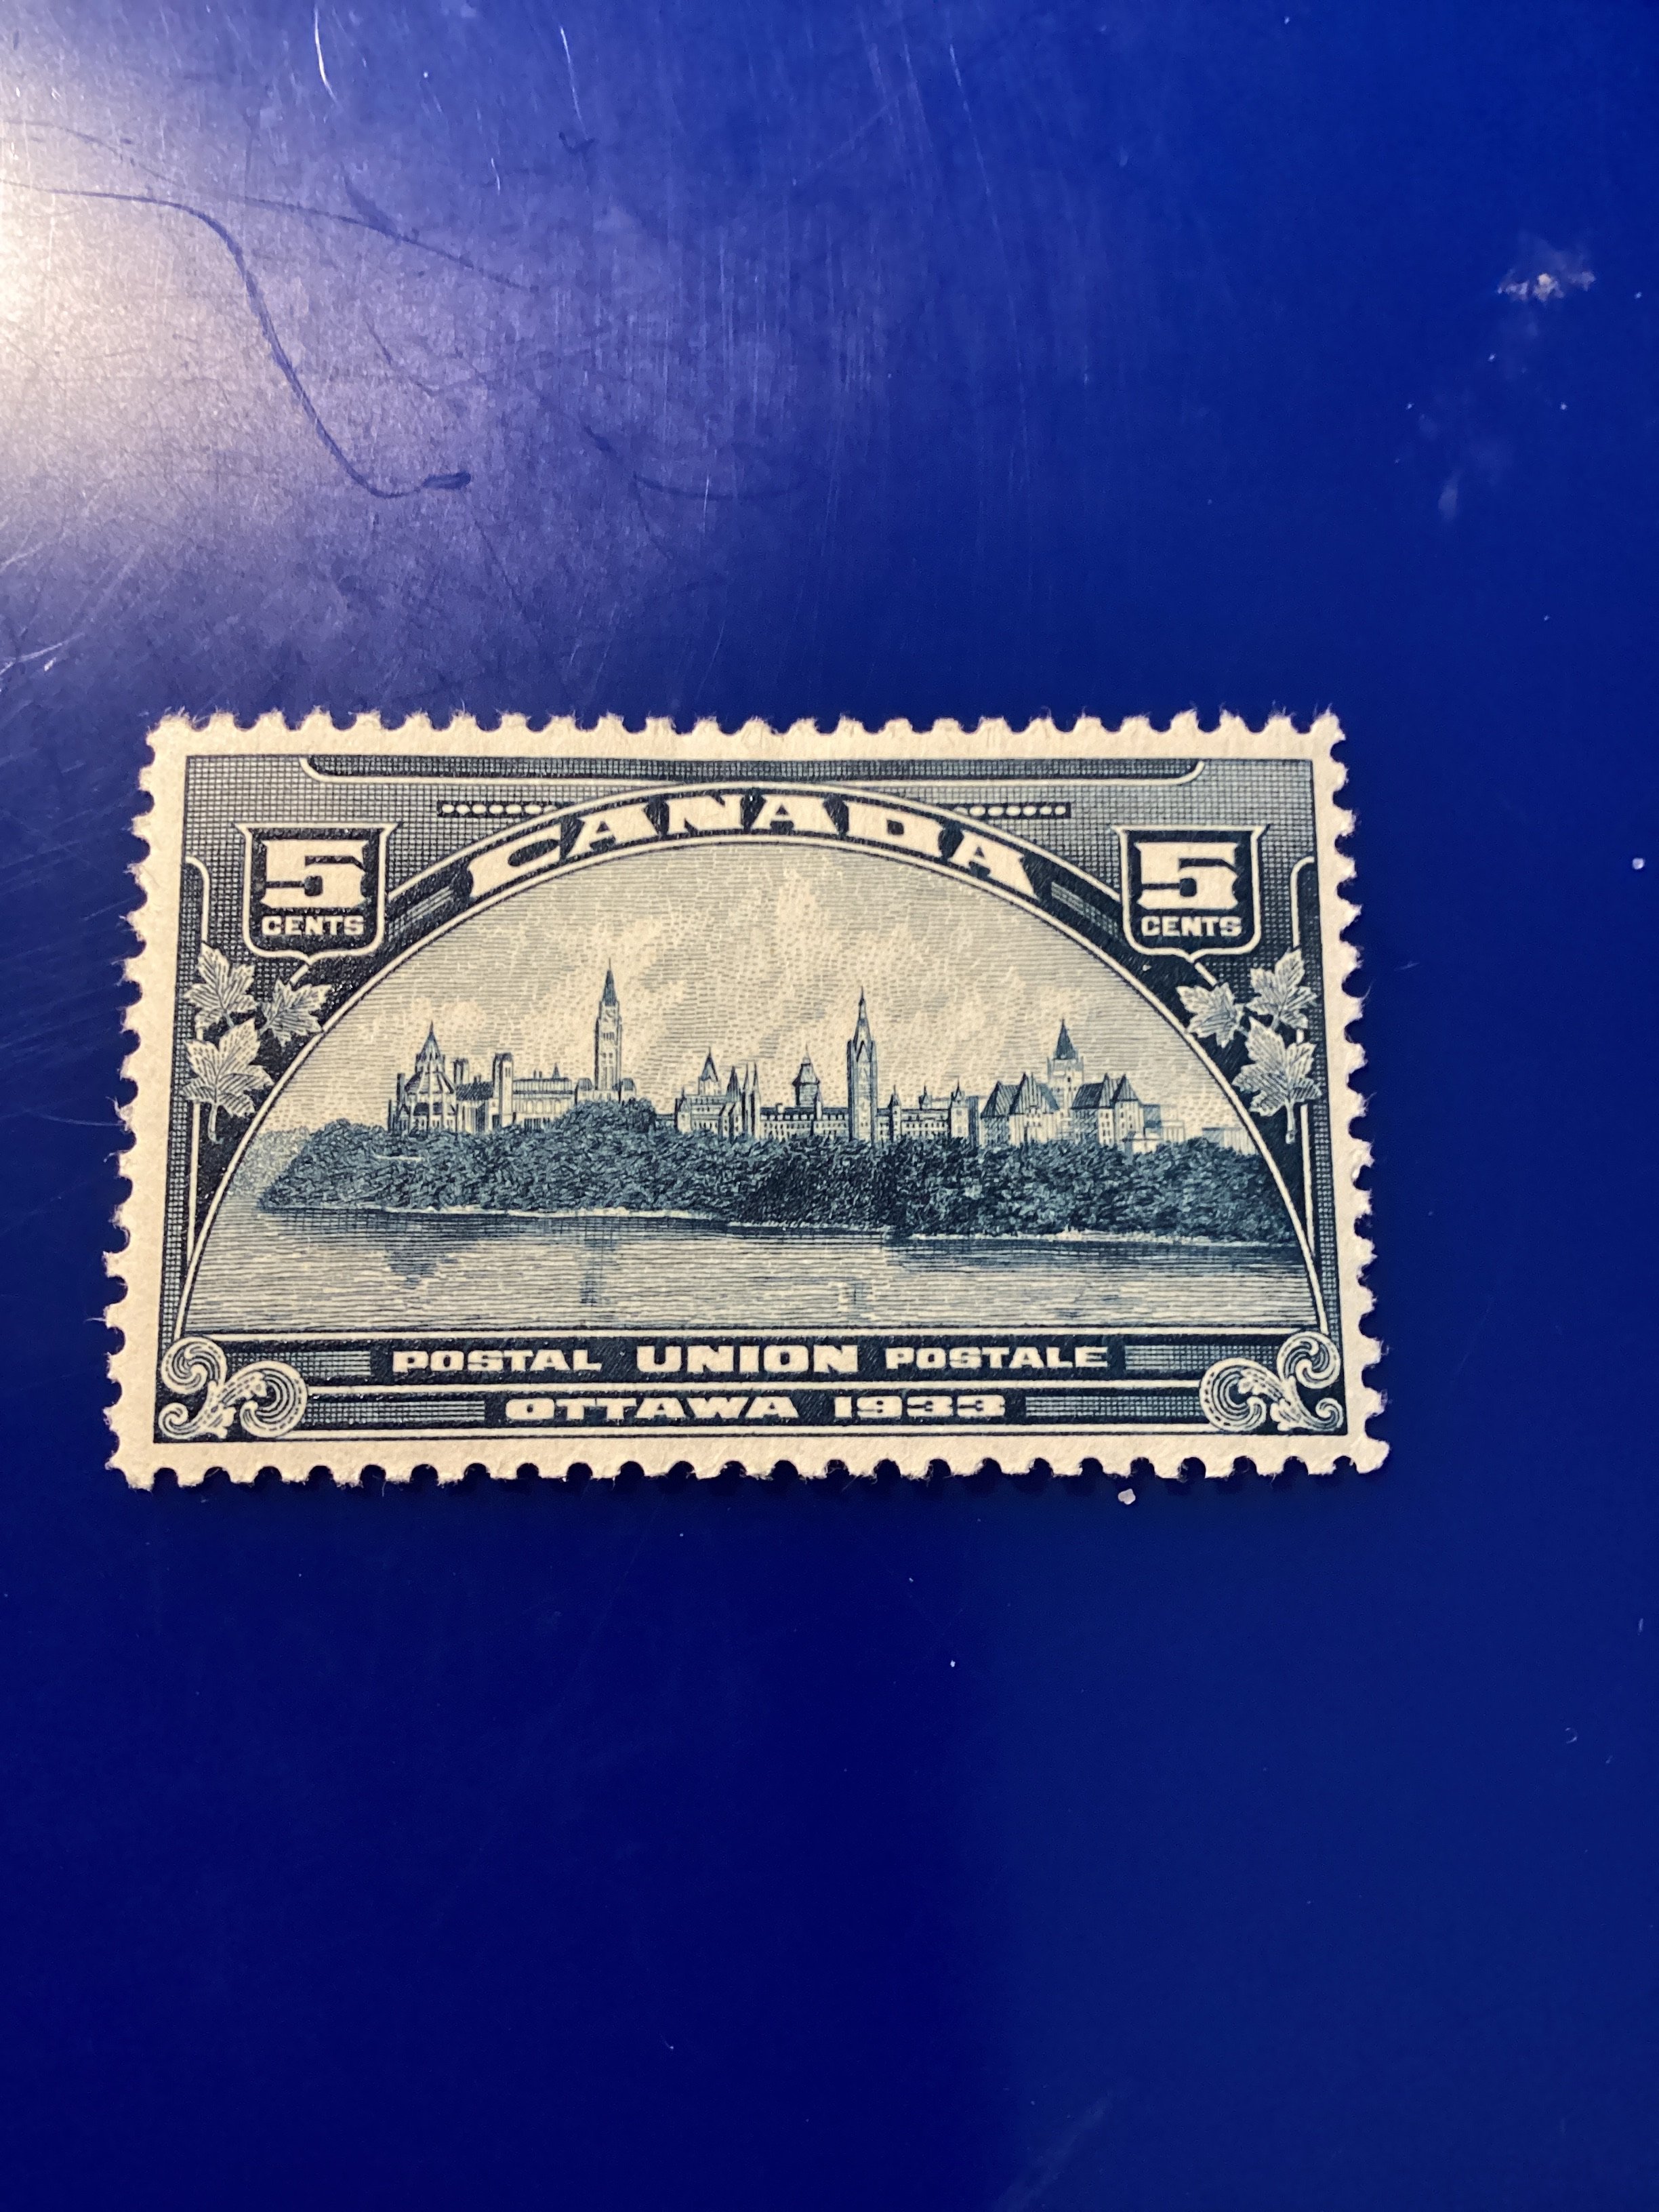 CANADA
5 5
CENTS CENTS
POSTAL UNION POSTALE
OTTAWA 1933